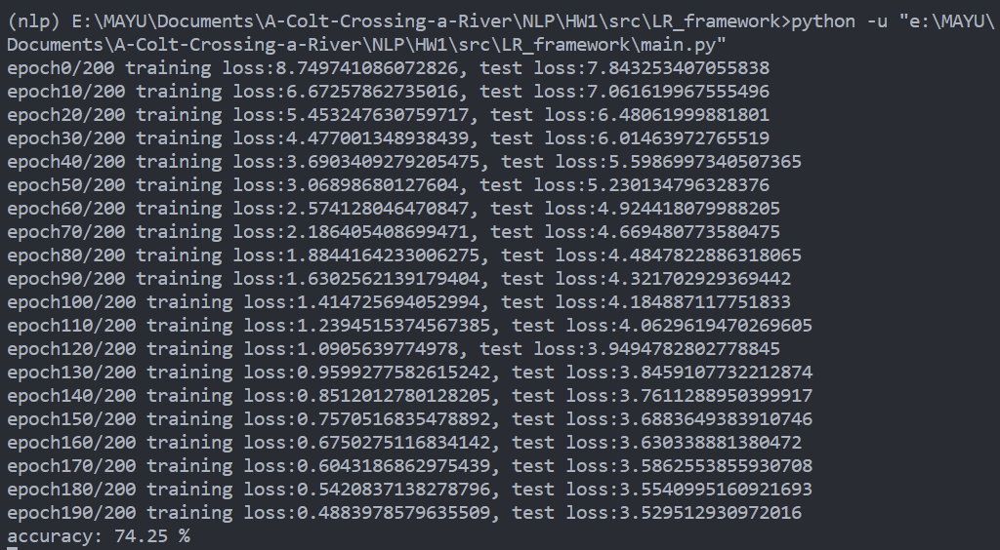 (nlp) E:\MAYU\Documents\A-Colt-Crossing-a-River\NLP\HW1\src\LR_framework>python -u "e:\MAYU\
Documents\A-Colt-Crossing-a-River\NLP\HW1\src\LR_framework\main.py"
epoch0/200 training loss:8.749741086072826, test loss:7.843253407055838
epoch10/200 training loss:6.67257862735016, test loss:7.061619967555496
epoch20/200 training loss:5.453247630759717, test loss:6.48061999881801
epoch30/200 training loss:4.477001348938439, test loss:6.01463972765519
epoch40/200 training loss:3.6903409279205475, test loss:5.5986997340507365
epoch50/200 training loss:3.06898680127604, test loss:5.230134796328376
epoch60/200 training loss:2.574128046470847, test loss:4.924418079988205
epoch70/200 training loss:2.186405408699471, test loss:4.669480773580475
epoch80/200 training loss:1.8844164233006275, test loss:4.4847822886318065
epoch90/200 training loss:1.6302562139179404, test loss:4.321702929369442
epoch100/200 training loss:1.414725694052994, test loss:4.184887117751833
epoch110/200 training loss:1.2394515374567385, test loss:4.0629619470269605
epoch120/200 training loss:1.0905639774978, test loss:3.9494782802778845
epoch130/200 training loss:0.9599277582615242, test loss:3.8459107732212874
epoch140/200 training loss:0.8512012780128205, test loss:3.7611288950399917
epoch150/200 training loss:0.7570516835478892, test loss:3.6883649383910746
epoch160/200 training loss:0.6750275116834142, test loss:3.630338881380472
epoch170/200 training loss:0.6043186862975439, test loss:3.5862553855930708
epoch180/200 training loss:0.5420837138278796, test loss:3.5540995160921693
epoch190/200 training loss:0.4883978579635509, test loss:3.529512930972016
accuracy: 74.25 %